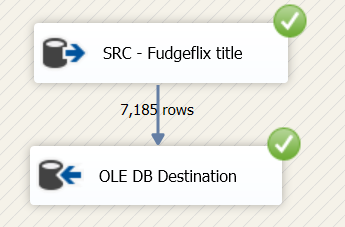 SRC - Fudgeflix title
7,185 rows
OLE DB Destination